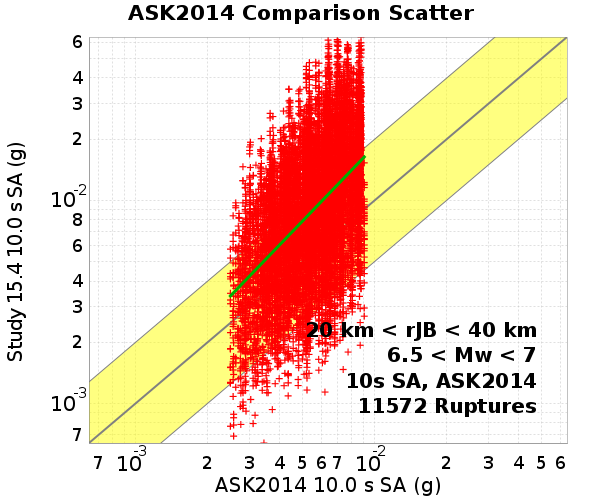 ASK2014 Comparison Scatter
6
4
3
2
10-2
8
6
4
3
2
10-3
7
Study 15.4 10.0 s SA (g)
20 km < rJB < 40 km
6.5 < Mw < 7
10s SA, ASK2014
11572 Ruptures
7 10-3 2 3 4 5 6 7 10-2 2 3 4 5 6
ASK2014 10.0 s SA (g)